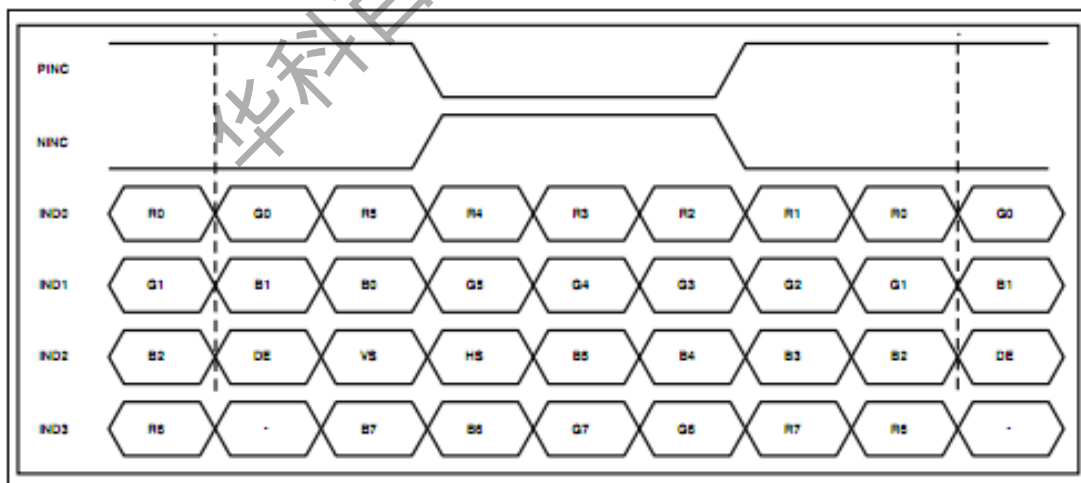 华科
PINC
NINC
IND0 R0 G0 R5 R4 R3 R2 R1 R0 G0
IND1 G1 B1 B0 G5 G4 G3 G2 G1 B1
IND2 B2 DE VS HS B5 B4 B3 B2 DE
IND3 R6 - B7 B6 G7 G6 R7 R6 -